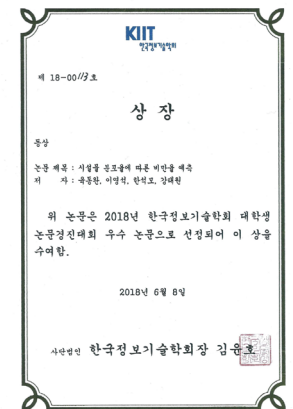 KIIT
한국정보기술학회
제 18-00113호
상 장
동상
논문 제목 : 시설물 분포율에 따른 비만율 예측
저 자 : 육동환, 이영석, 한석모, 강태원
위 논문은 2018년 한국정보기술학회 대학생
논문경진대회 우수 논문으로 선정되어 이 상을
수여함.
2018년 6월 8일
사단법인 한국정보기술학회장 김윤호